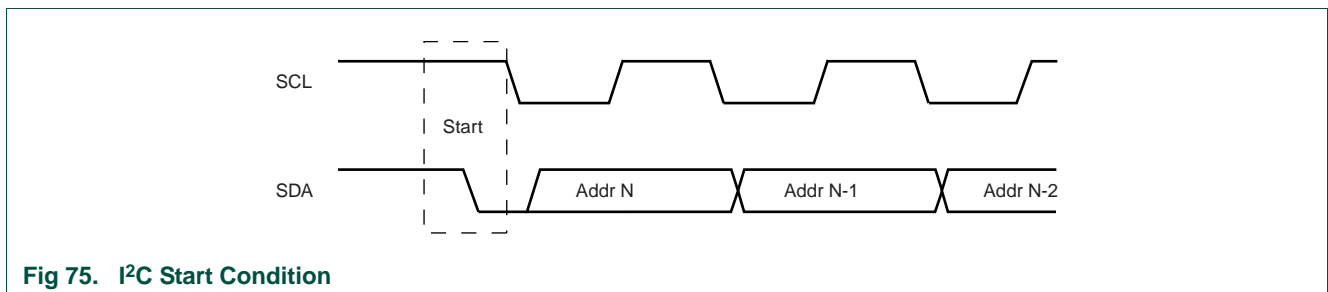 SCL
Start
SDA
Addr N
Addr N-1
Addr N-2
Fig 75. I²C Start Condition